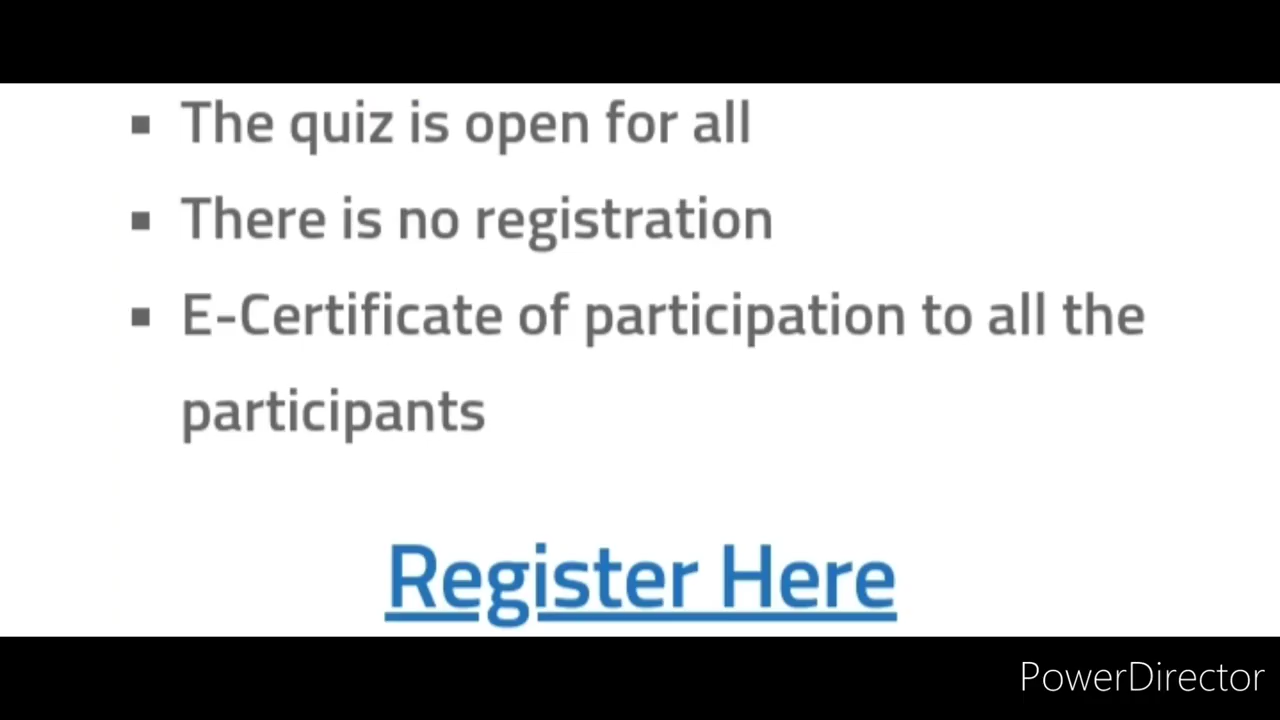 ▪ The quiz is open for all
▪ There is no registration
▪ E-Certificate of participation to all the
participants
Register Here
PowerDirector